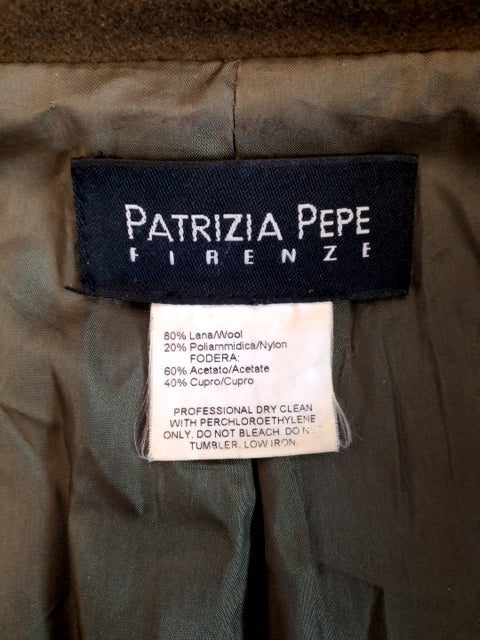 PATRIZIA PEPE
FIRENZE
80% Lana/Wool
20% Poliammidica/Nylon
FODERA:
60% Acetato/Acetate
40% Cupro/Cupro
PROFESSIONAL DRY CLEAN
WITH PERCHLOROETHYLENE
ONLY. DO NOT BLEACH. DO
TUMBLER. LOW IRON.